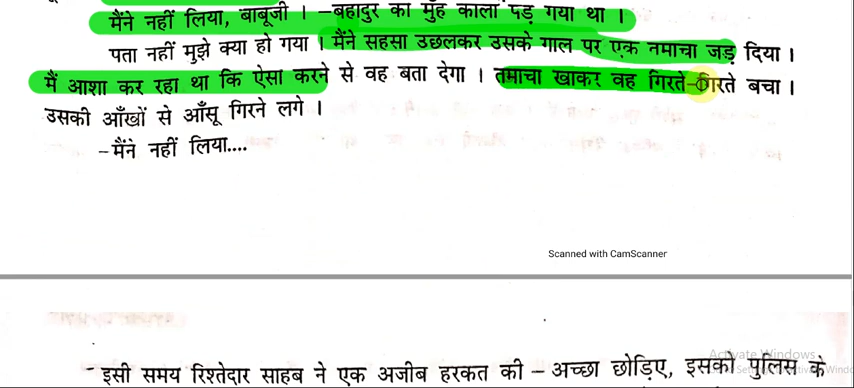 मैंने नहीं लिया, बाबूजी । –बहादुर का मुँह काला पड़ गया था ।
पता नहीं मुझे क्या हो गया । मैंने सहसा उछलकर उसके गाल पर एक तमाचा जड़ दिया ।
मैं आशा कर रहा था कि ऐसा करने से वह बता देगा । तमाचा खाकर वह गिरते–गिरते बचा ।
उसकी आँखों से आँसू गिरने लगे ।
–मैंने नहीं लिया....
Scanned with CamScanner
इसी समय रिश्तेदार साहब ने एक अजीब हरकत की – अच्छा छोड़िए, इसको पुलिस के
Activate Windows